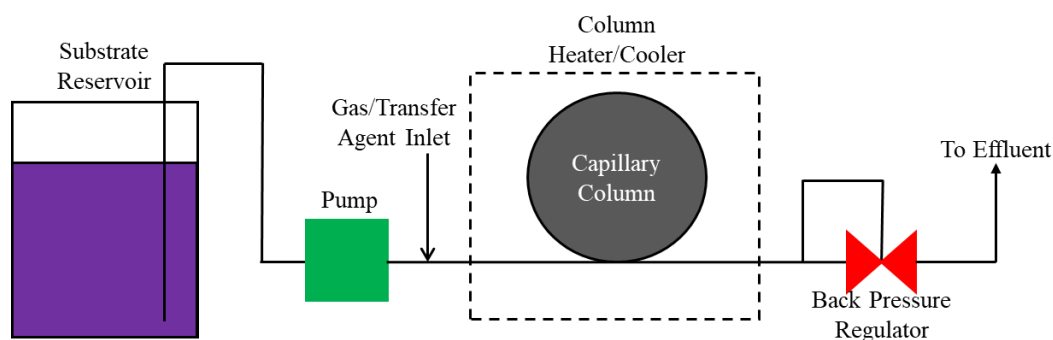 Substrate
Reservoir
Gas/Transfer
Agent Inlet
Pump
Column
Heater/Cooler
Capillary
Column
To Effluent
Back Pressure
Regulator